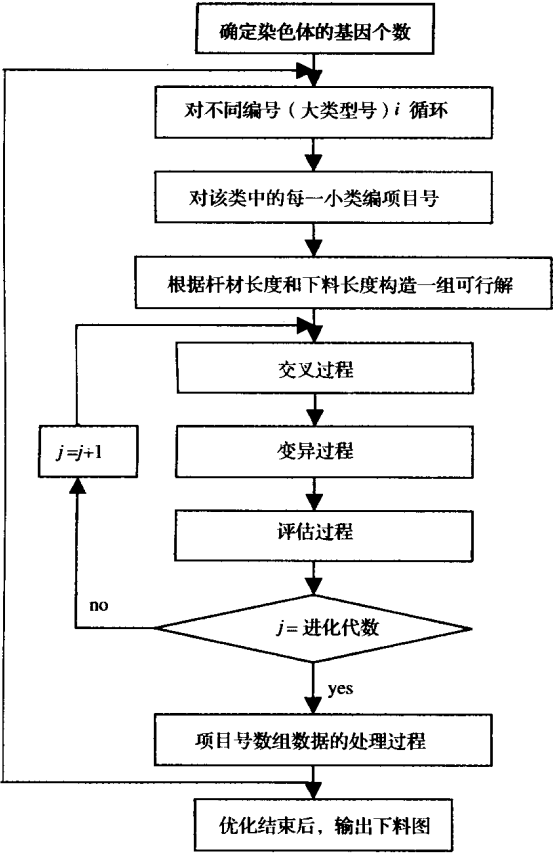 确定染色体的基因个数
对不同编号（大类型号）i 循环
对该类中的每一小类编项目号
根据杆材长度和下料长度构造一组可行解
交叉过程
j=j+1
变异过程
评估过程
no
j= 进化代数
yes
项目号数组数据的处理过程
优化结束后，输出下料图